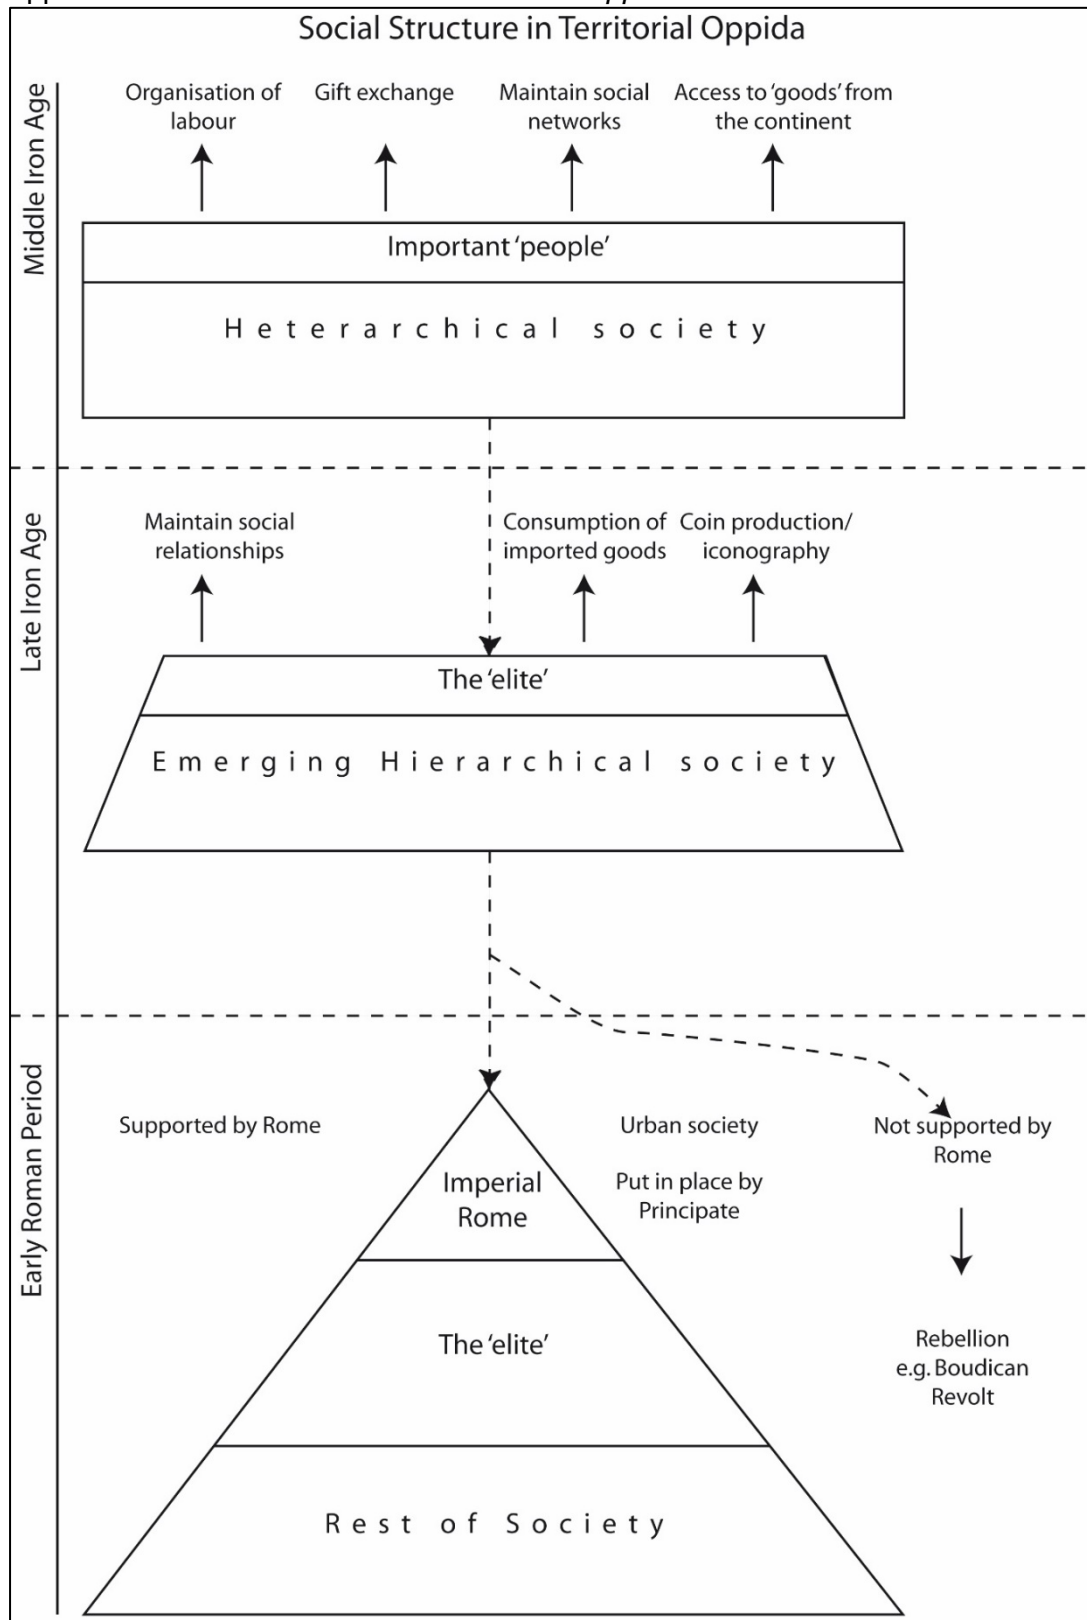 Social Structure in Territorial Oppida
Middle Iron Age
Organisation of
labour
Gift exchange
Maintain social
networks
Access to ‘goods’ from
the continent
Important ‘people’
Heterarchical society
Late Iron Age
Maintain social
relationships
Consumption of
imported goods
Coin production/
iconography
The ‘elite’
Emerging Hierarchical society
Early Roman Period
Supported by Rome
Urban society
Put in place by
Principate
Not supported by
Rome
Imperial
Rome
The ‘elite’
Rebellion
e.g. Boudican
Revolt
Rest of Society